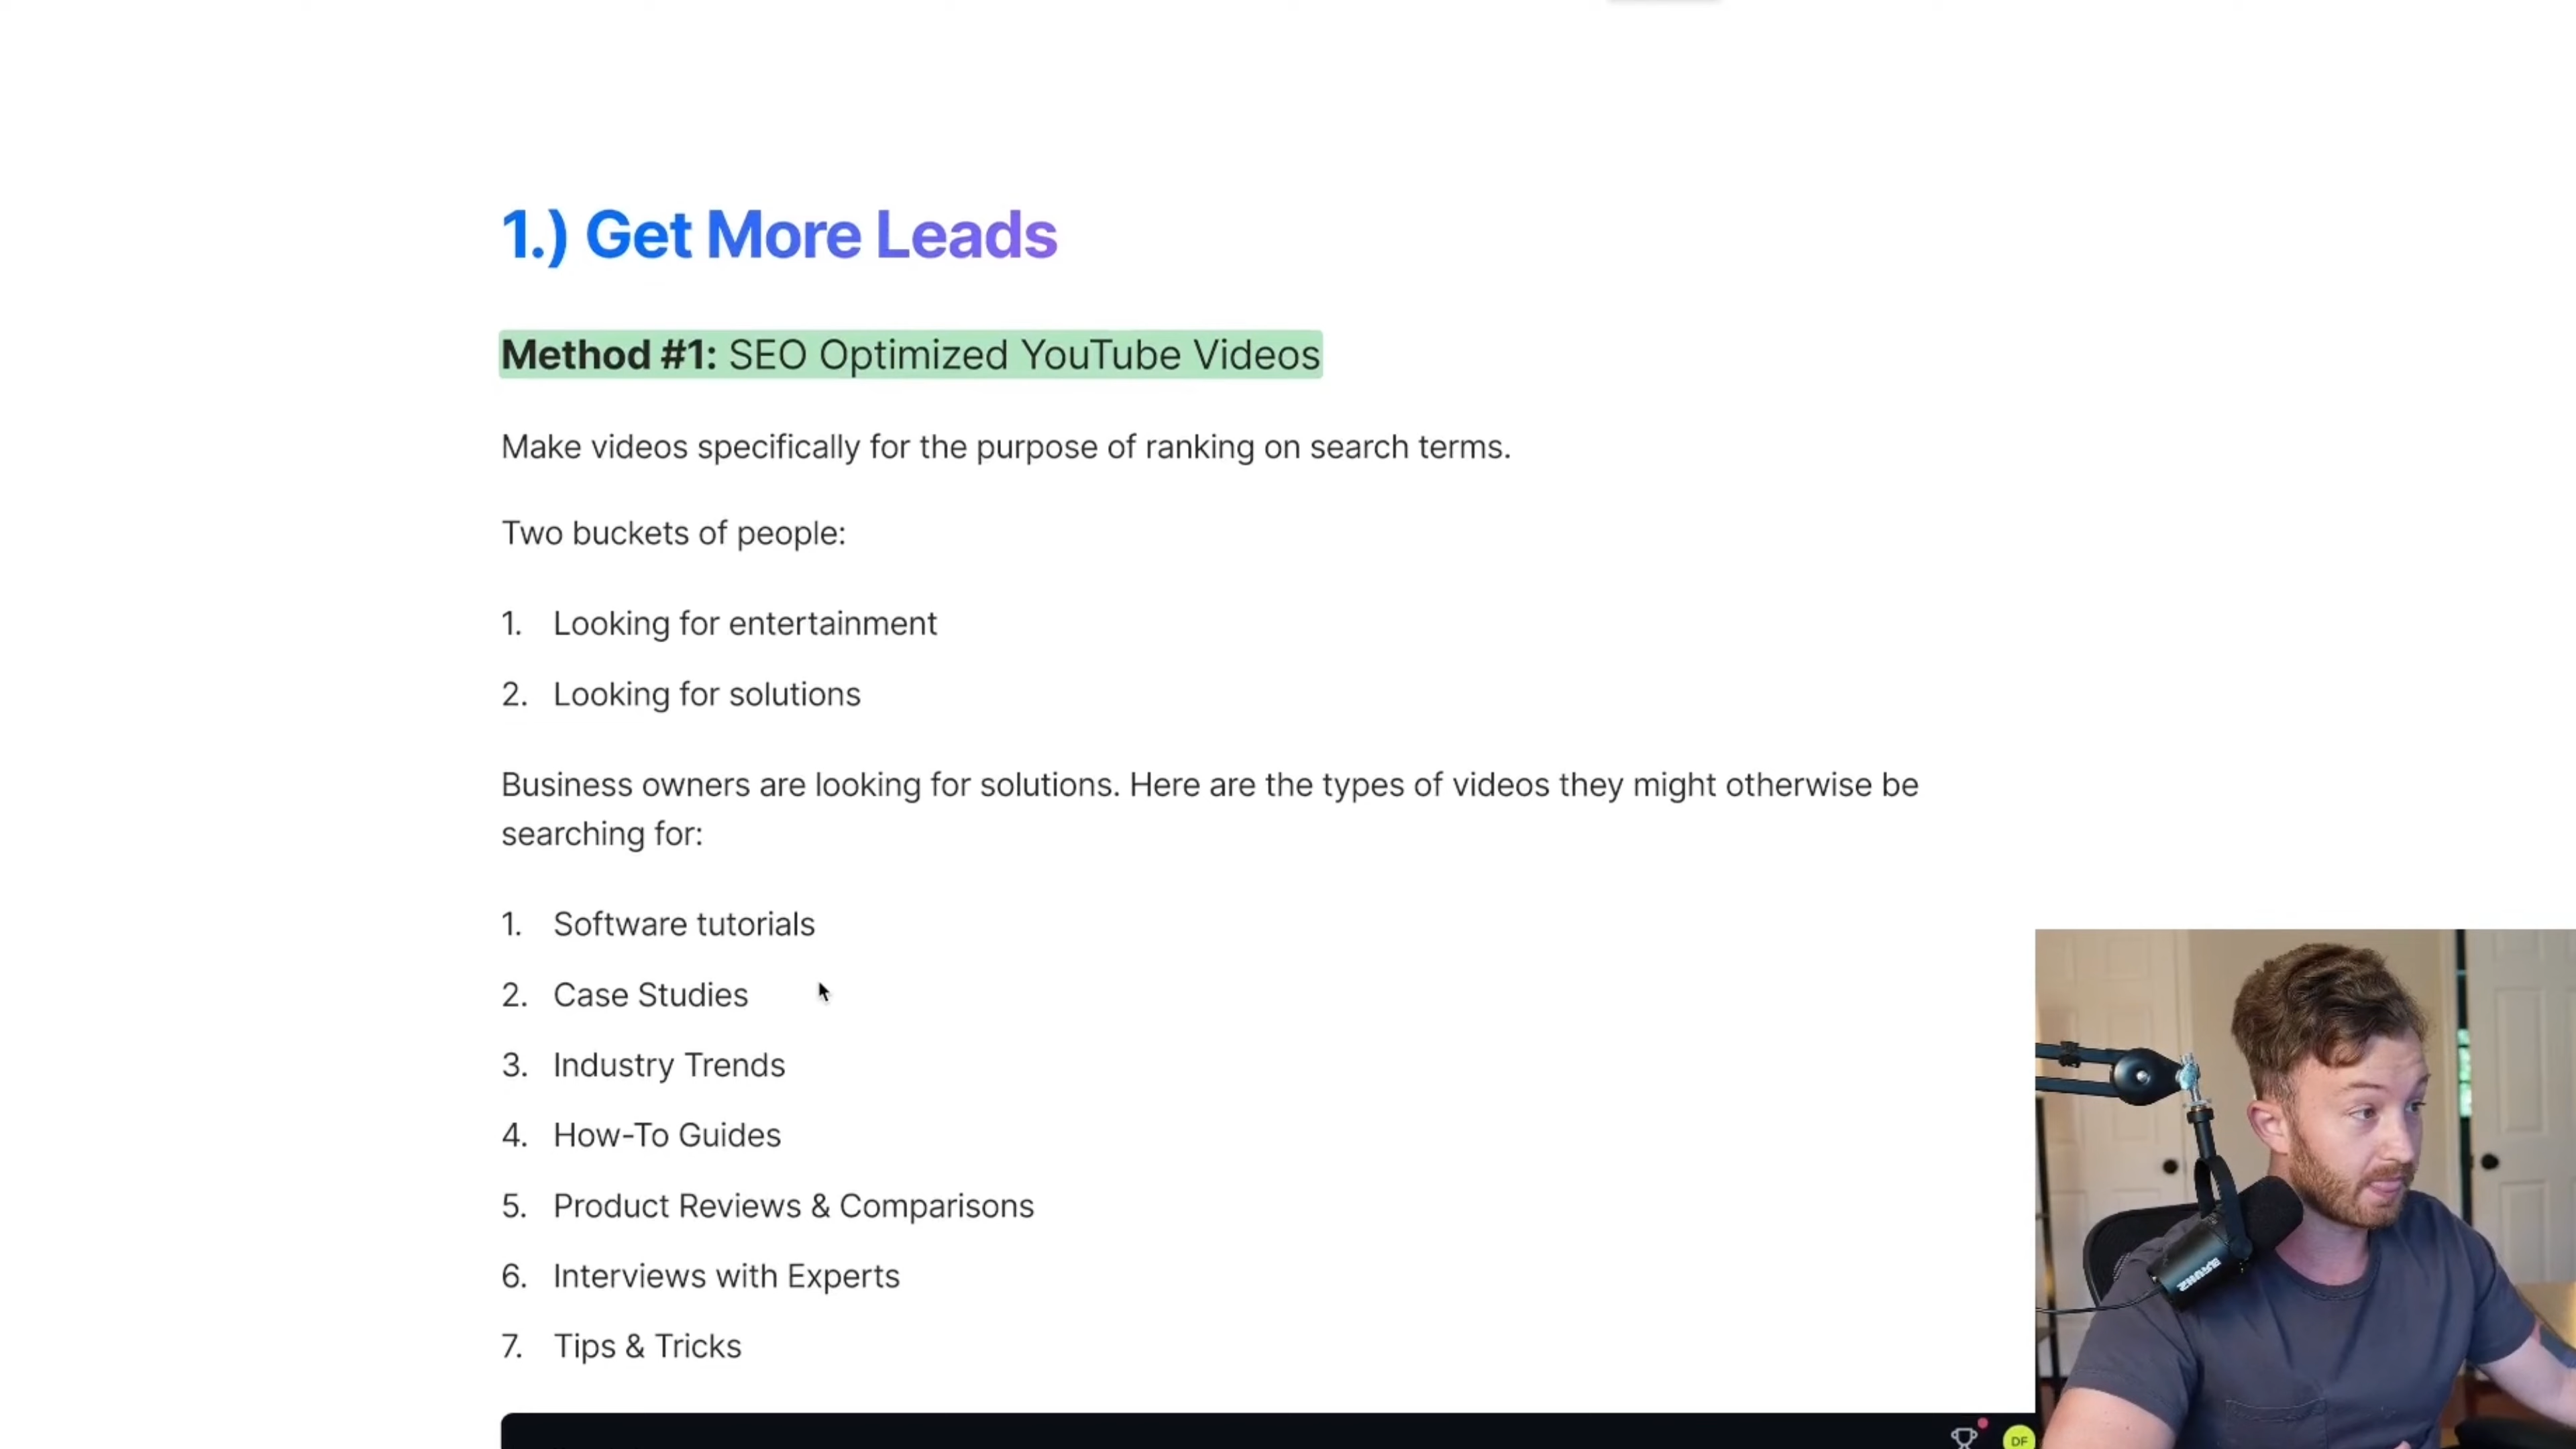 1.) Get More Leads
Method #1: SEO Optimized YouTube Videos
Make videos specifically for the purpose of ranking on search terms.
Two buckets of people:
1. Looking for entertainment
2. Looking for solutions
Business owners are looking for solutions. Here are the types of videos they might otherwise be
searching for:
1. Software tutorials
2. Case Studies
3. Industry Trends
4. How-To Guides
5. Product Reviews & Comparisons
6. Interviews with Experts
7. Tips & Tricks
DF